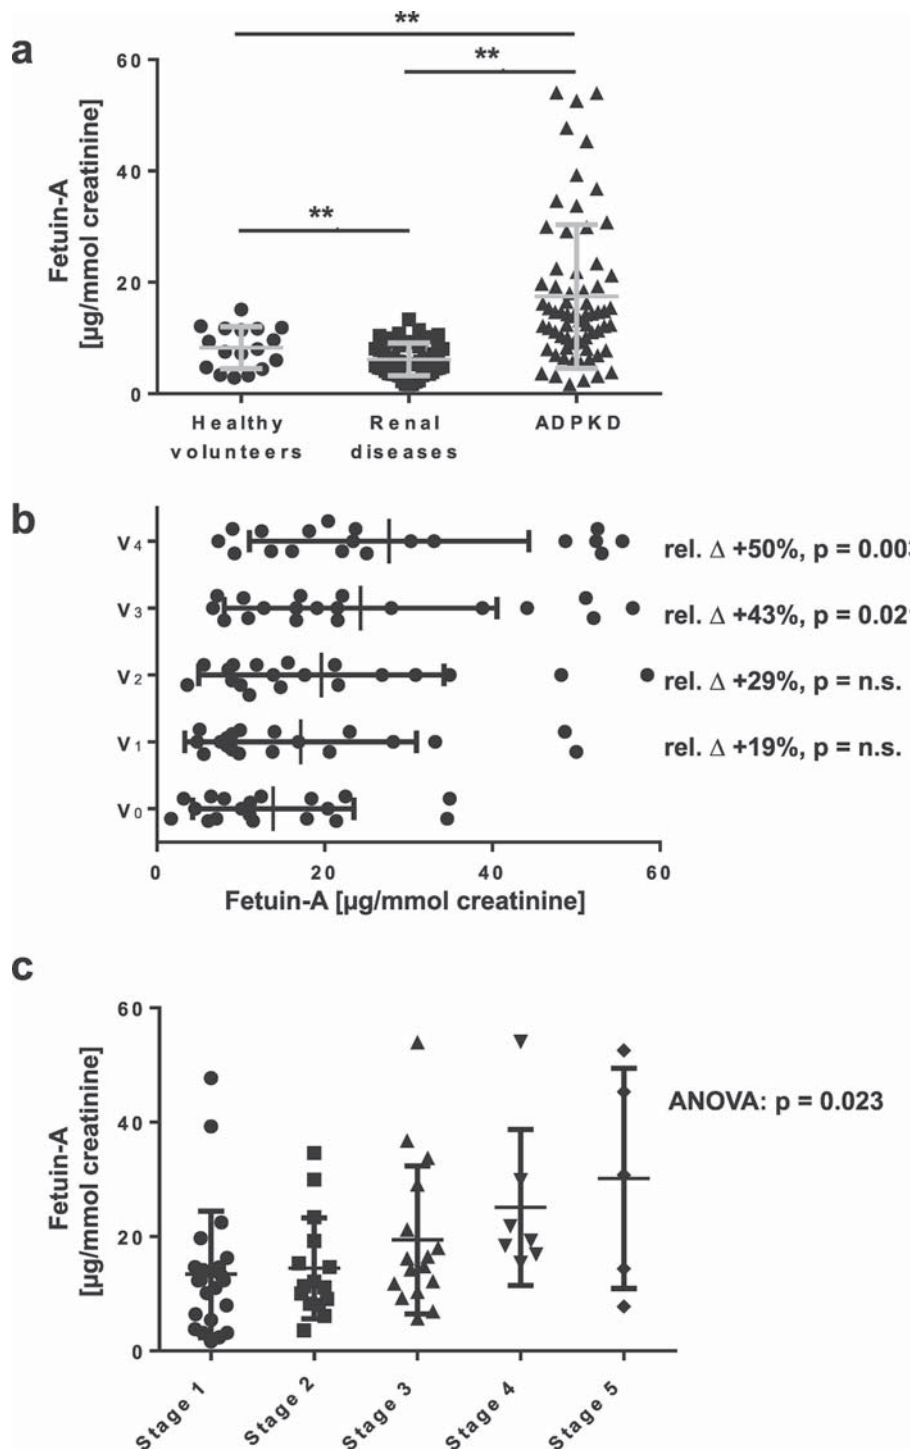 a
**
**
**
60
40
20
0
Fetuin-A
[µg/mmol creatinine]
Healthy
volunteers
Renal
diseases
ADPKD
b
V4
V3
V2
V1
V0
rel. Δ +50%, p = 0.003
rel. Δ +43%, p = 0.02
rel. Δ +29%, p = n.s.
rel. Δ +19%, p = n.s.
0
20
40
60
Fetuin-A [µg/mmol creatinine]
c
60
40
20
0
Fetuin-A
[µg/mmol creatinine]
ANOVA: p = 0.023
Stage 1
Stage 2
Stage 3
Stage 4
Stage 5